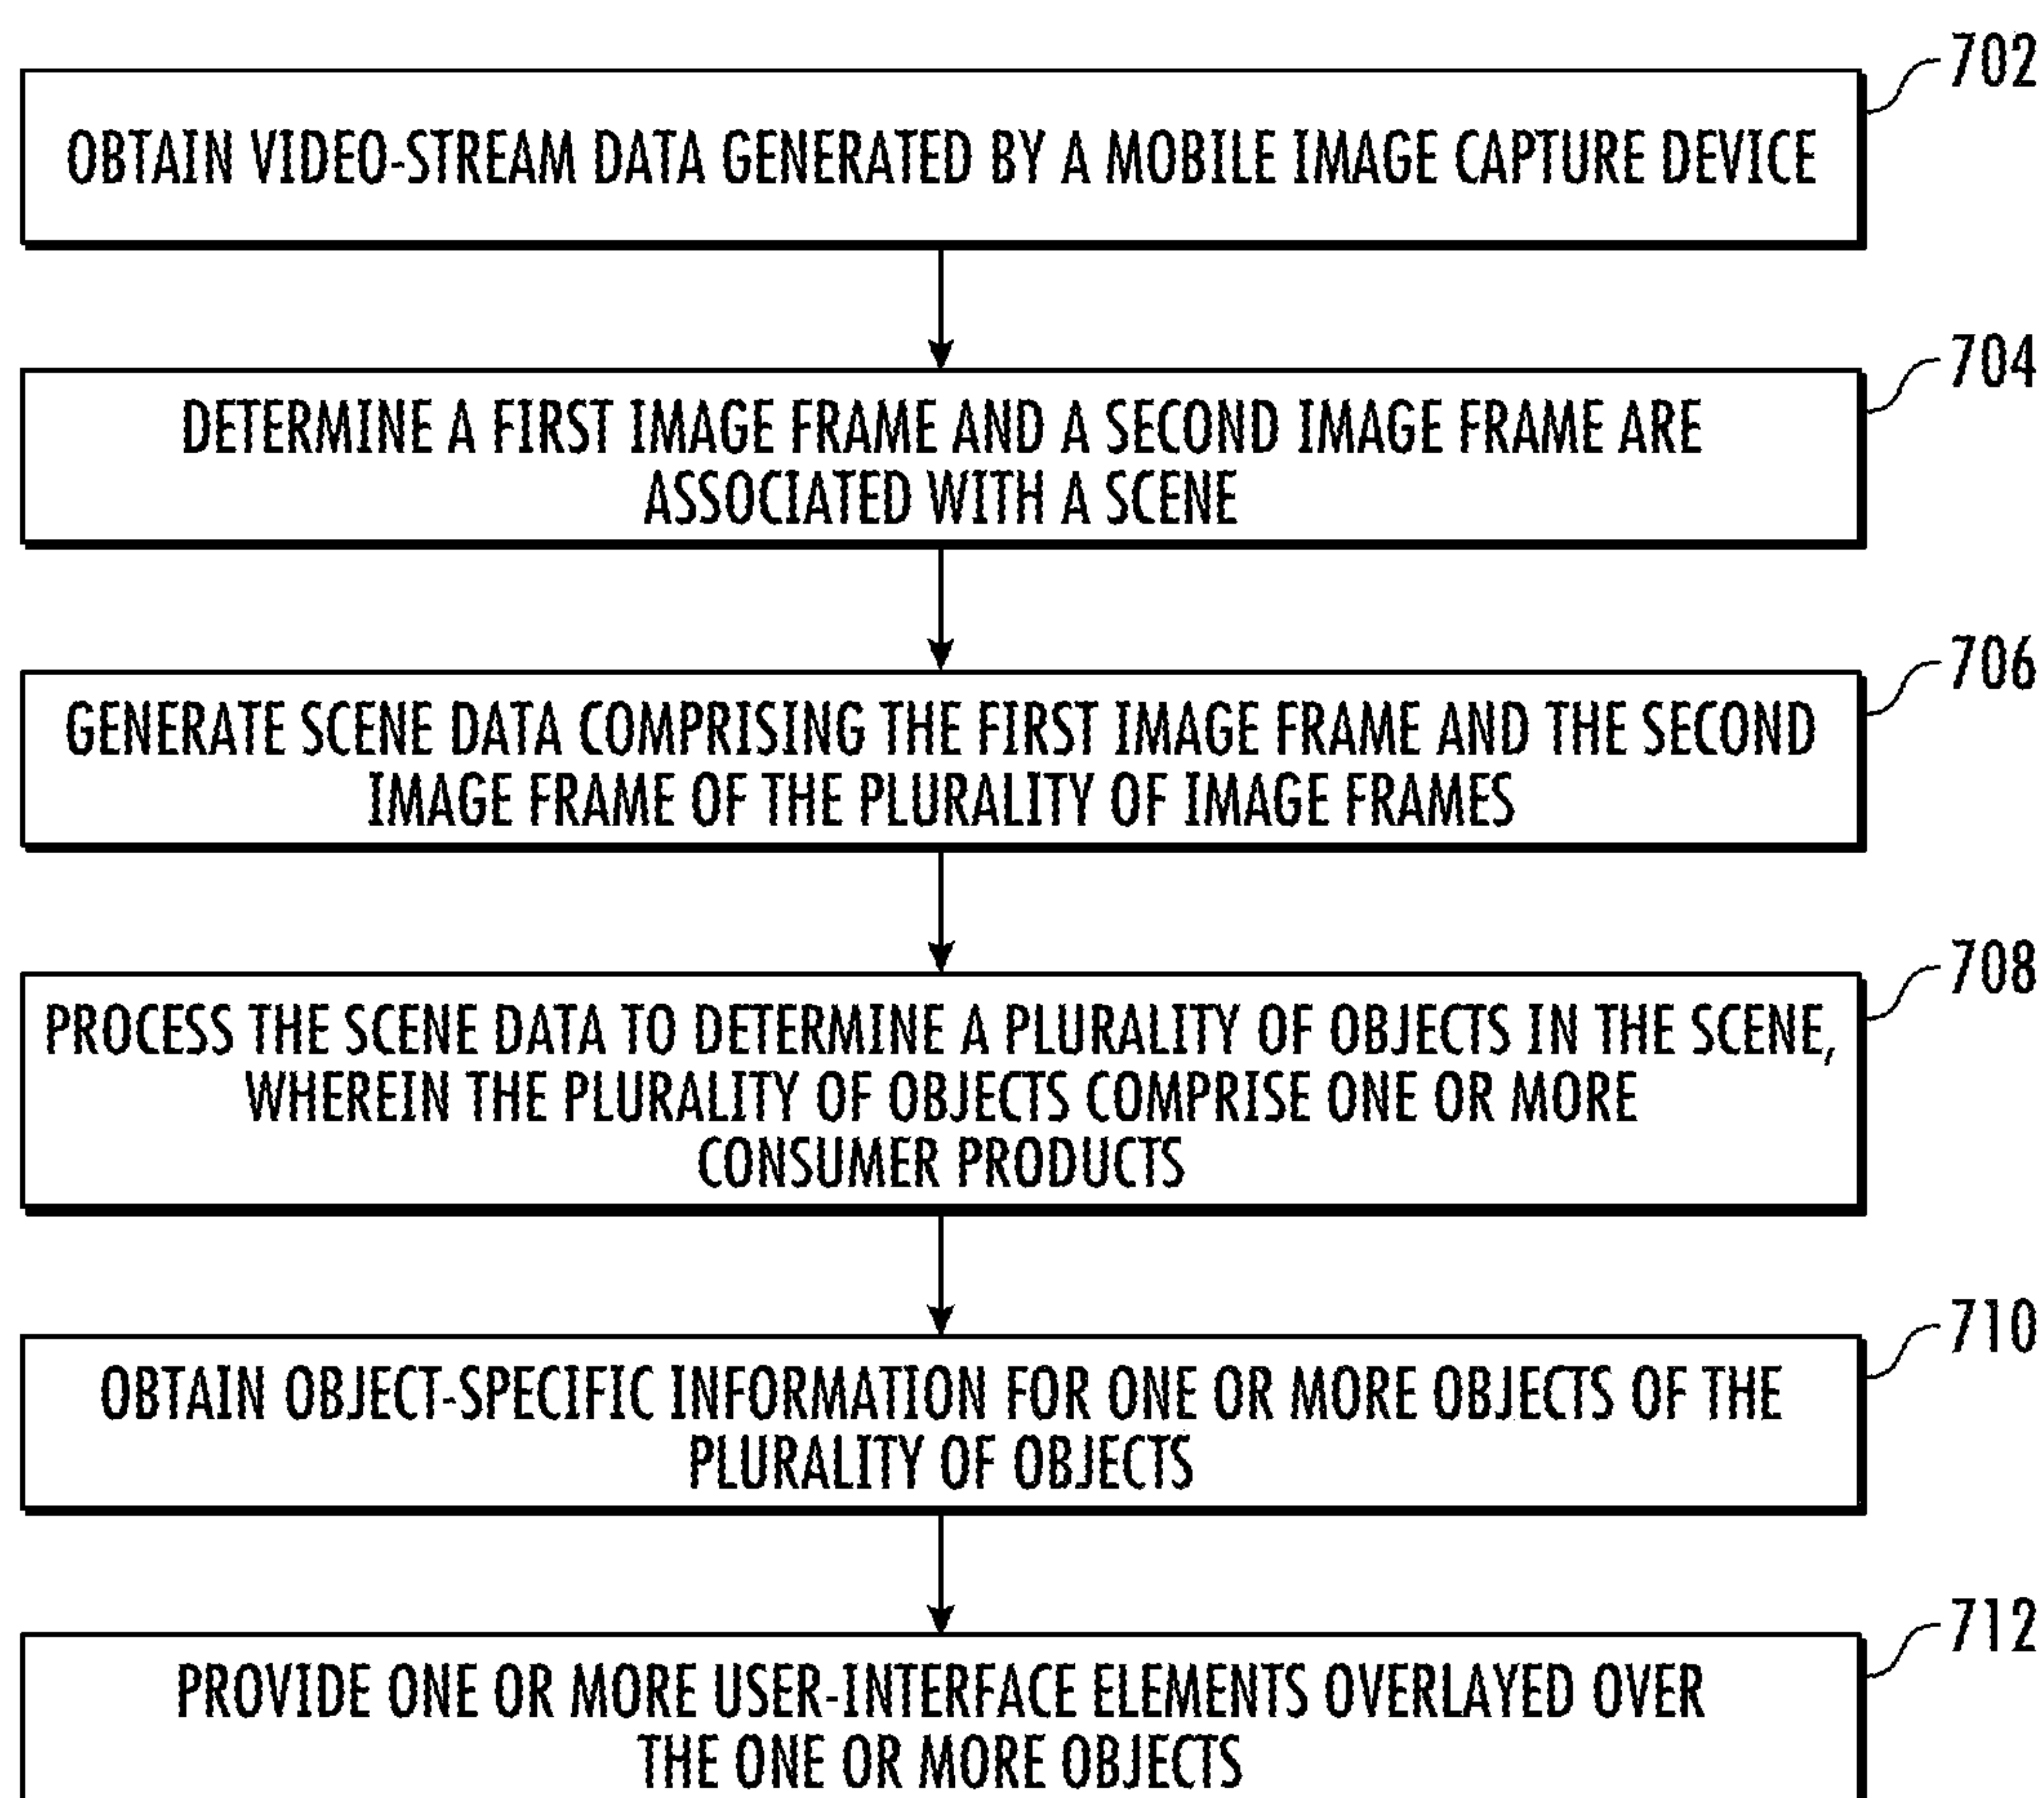 702
OBTAIN VIDEO-STREAM DATA GENERATED BY A MOBILE IMAGE CAPTURE DEVICE
704
DETERMINE A FIRST IMAGE FRAME AND A SECOND IMAGE FRAME ARE
ASSOCIATED WITH A SCENE
706
GENERATE SCENE DATA COMPRISING THE FIRST IMAGE FRAME AND THE SECOND
IMAGE FRAME OF THE PLURALITY OF IMAGE FRAMES
708
PROCESS THE SCENE DATA TO DETERMINE A PLURALITY OF OBJECTS IN THE SCENE,
WHEREIN THE PLURALITY OF OBJECTS COMPRISE ONE OR MORE
CONSUMER PRODUCTS
710
OBTAIN OBJECT-SPECIFIC INFORMATION FOR ONE OR MORE OBJECTS OF THE
PLURALITY OF OBJECTS
712
PROVIDE ONE OR MORE USER-INTERFACE ELEMENTS OVERLAYED OVER
THE ONE OR MORE OBJECTS